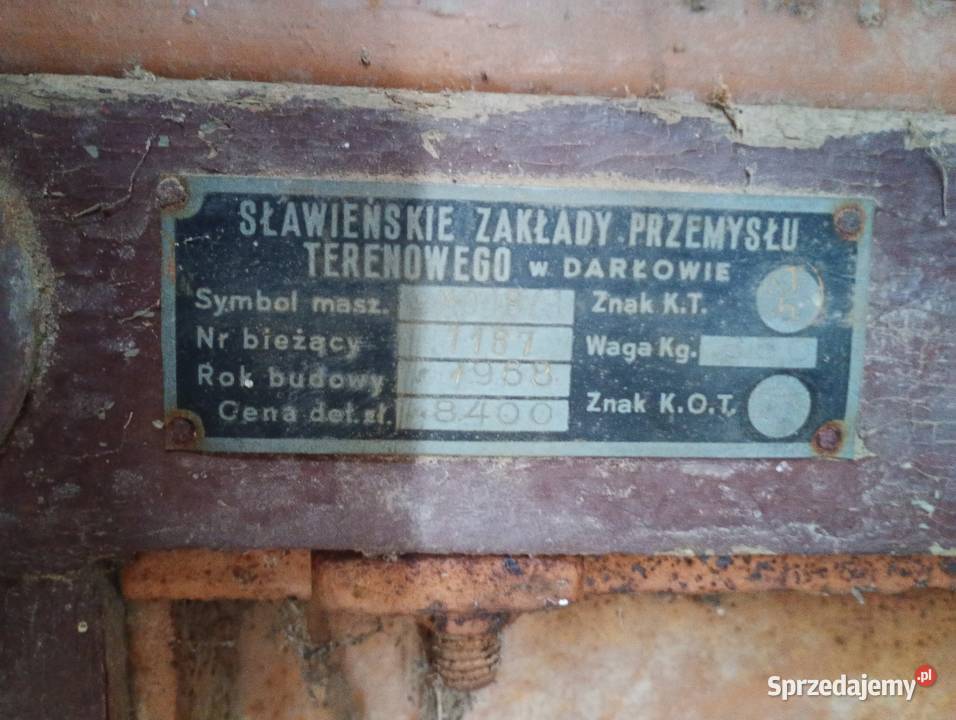 SŁAWIEŃSKIE ZAKŁADY PRZEMYSŁU
TERENOWEGO w DARŁOWIE
Symbol masz. Znak K.T.
Nr bieżący 1187 Waga Kg.
Rok budowy 1968
Cena det.zł. 8400 Znak K.O.T.
Sprzedajemy.pl